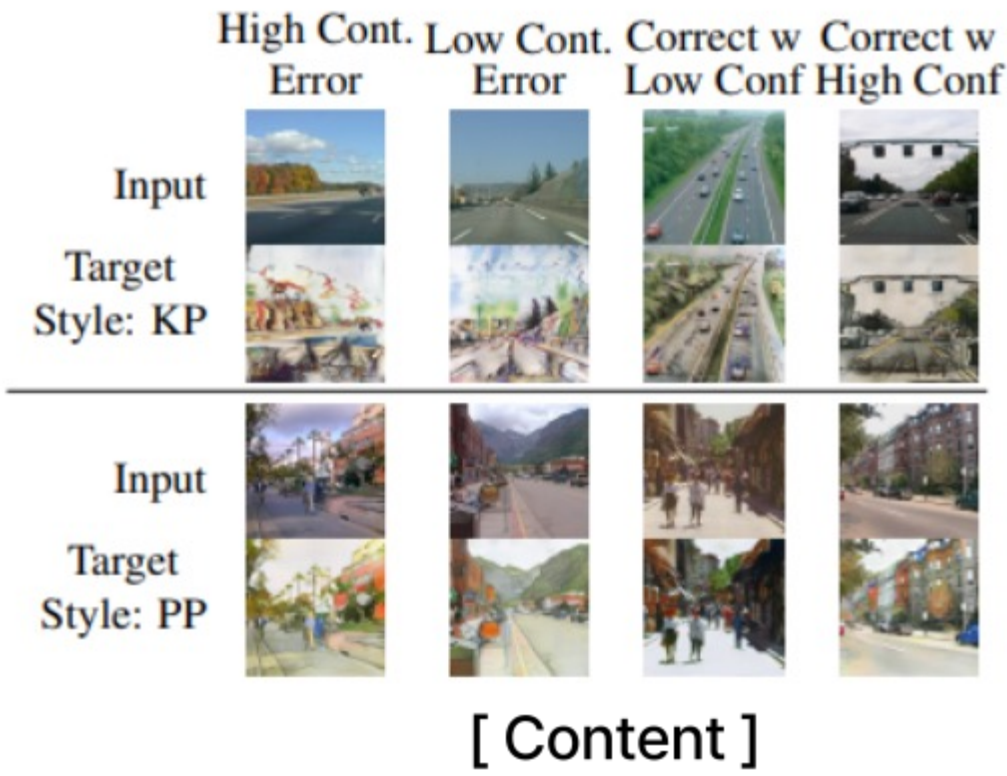 High Cont. Low Cont. Correct w Correct w
Error Error Low Conf High Conf
Input
Target
Style: KP
Input
Target
Style: PP
[ Content ]